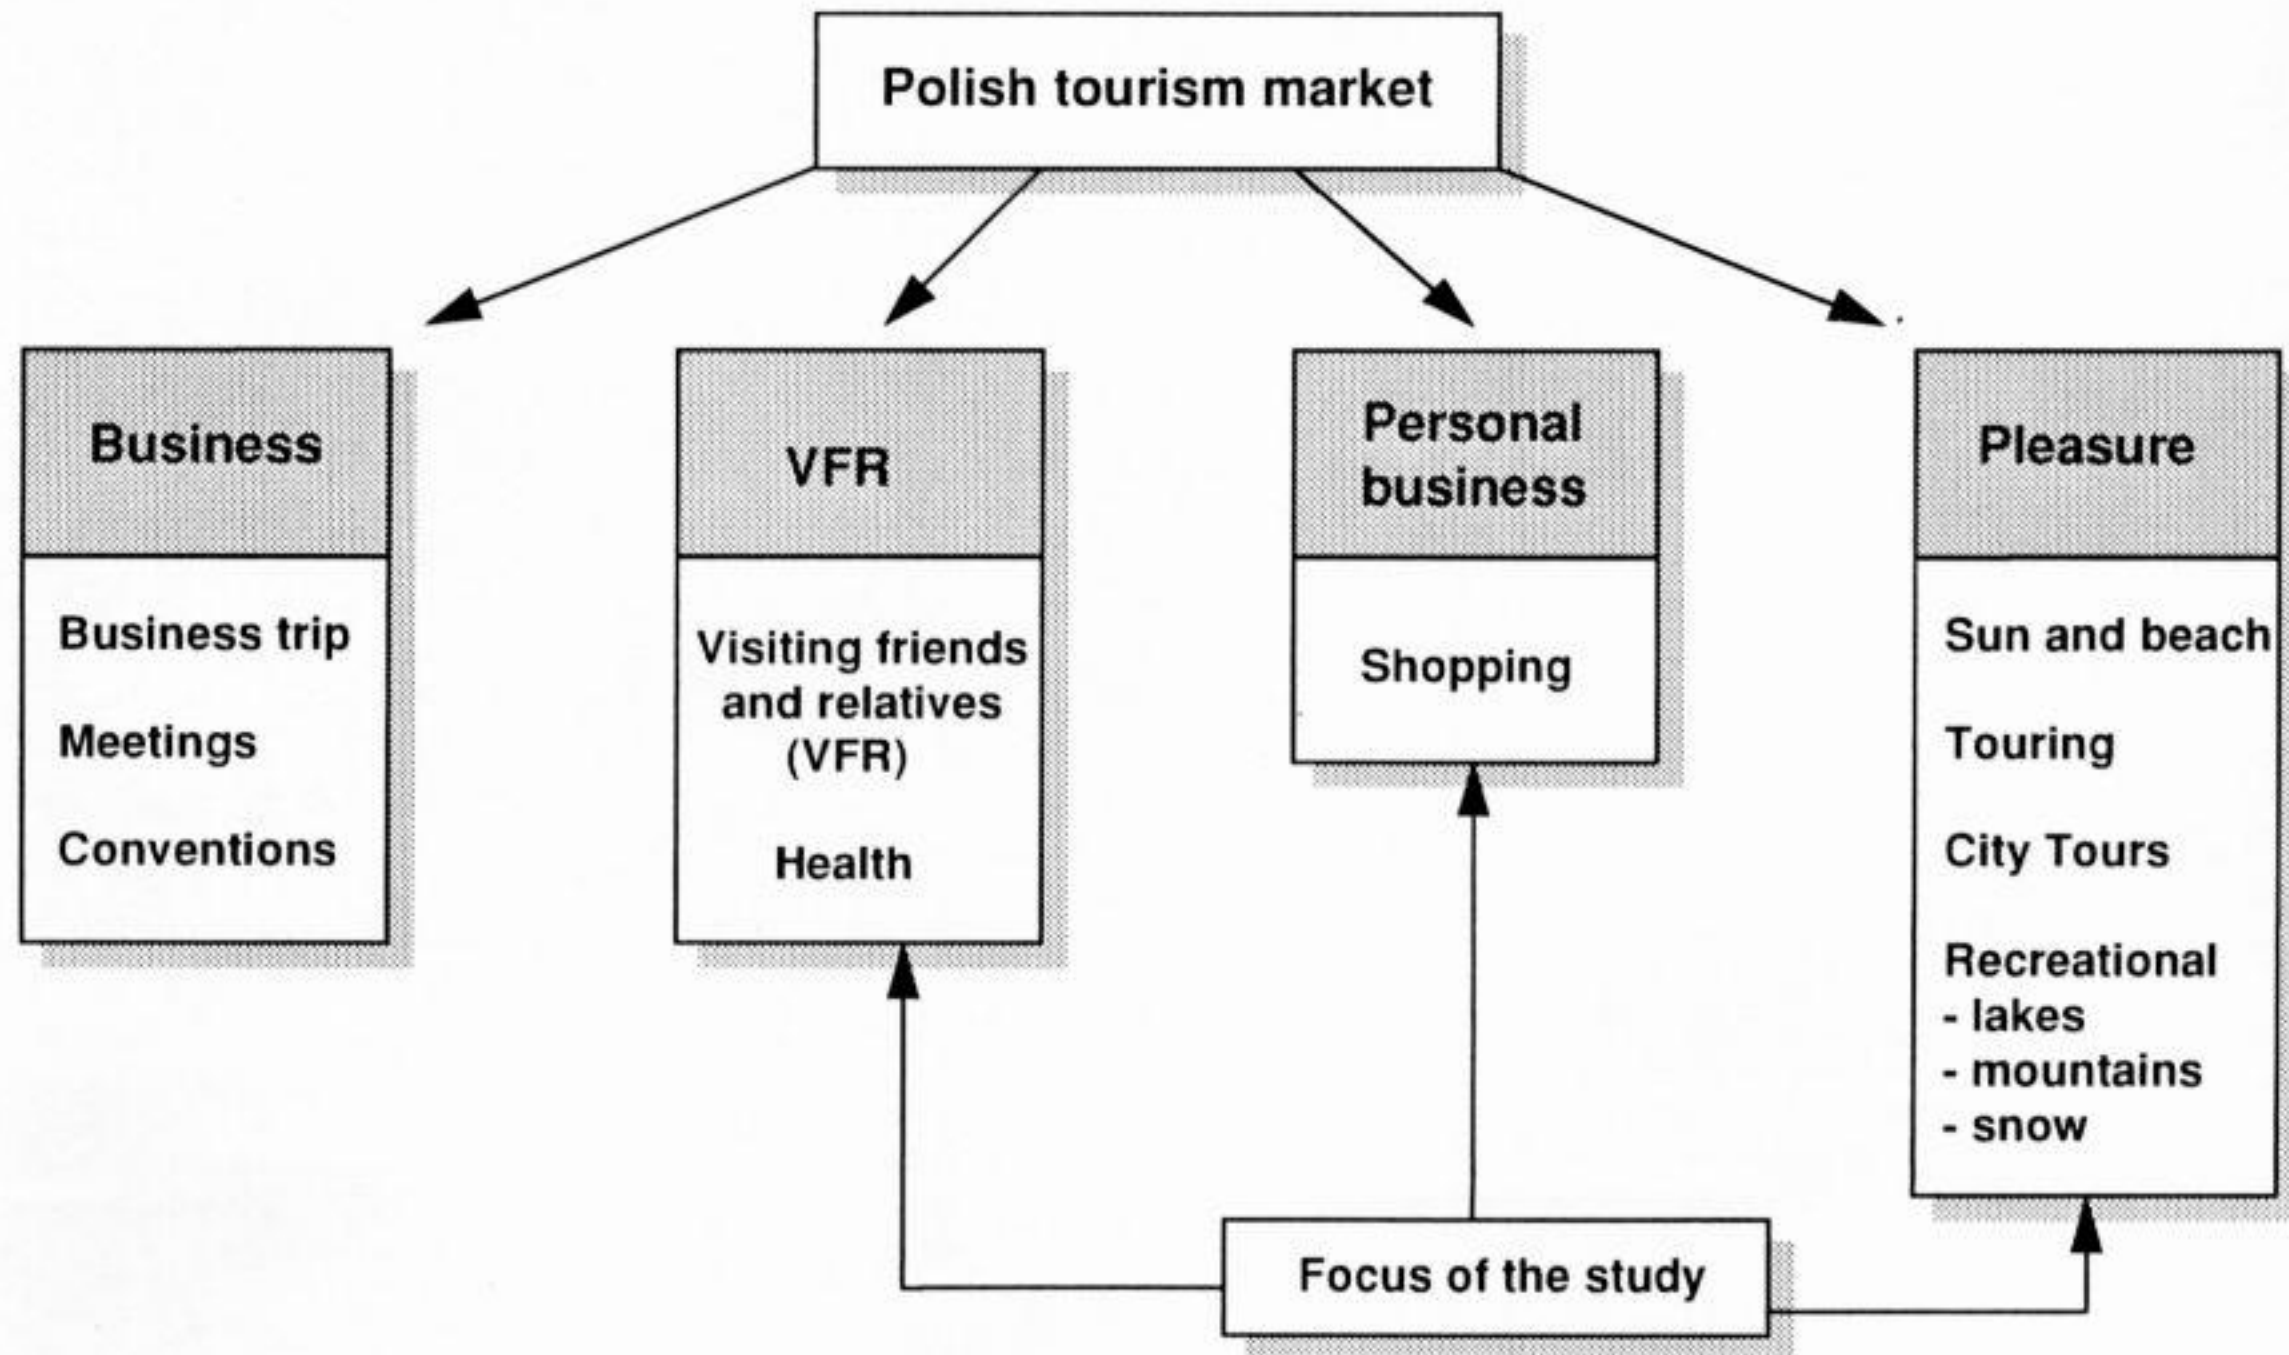 Polish tourism market
Business
Business trip
Meetings
Conventions
VFR
Visiting friends
and relatives
(VFR)
Health
Personal
business
Shopping
Pleasure
Sun and beach
Touring
City Tours
Recreational
- lakes
- mountains
- snow
Focus of the study